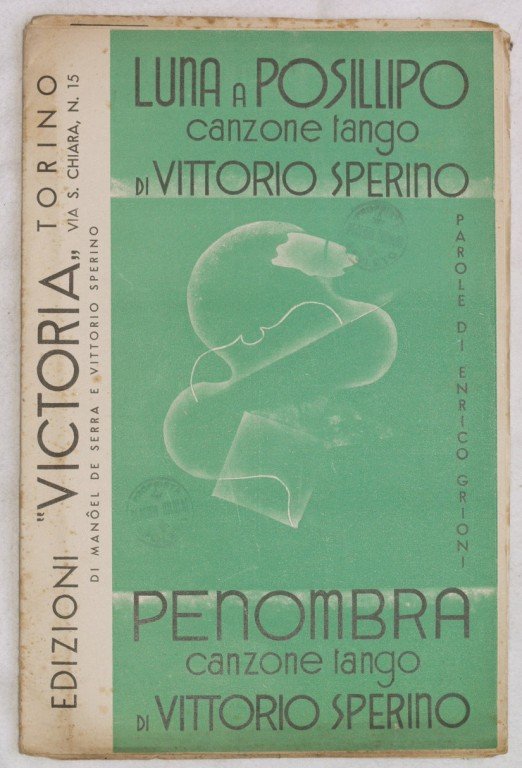 LUNA A POSILLIPO
canzone tango
DI VITTORIO SPERINO
PAROLE DI ENRICO GRIONI
PENOMBRA
canzone tango
DI VITTORIO SPERINO
EDIZIONI "VICTORIA„ TORINO
VIA S. CHIARA, N. 15
DI MANÔEL DE SERRA E VITTORIO SPERINO